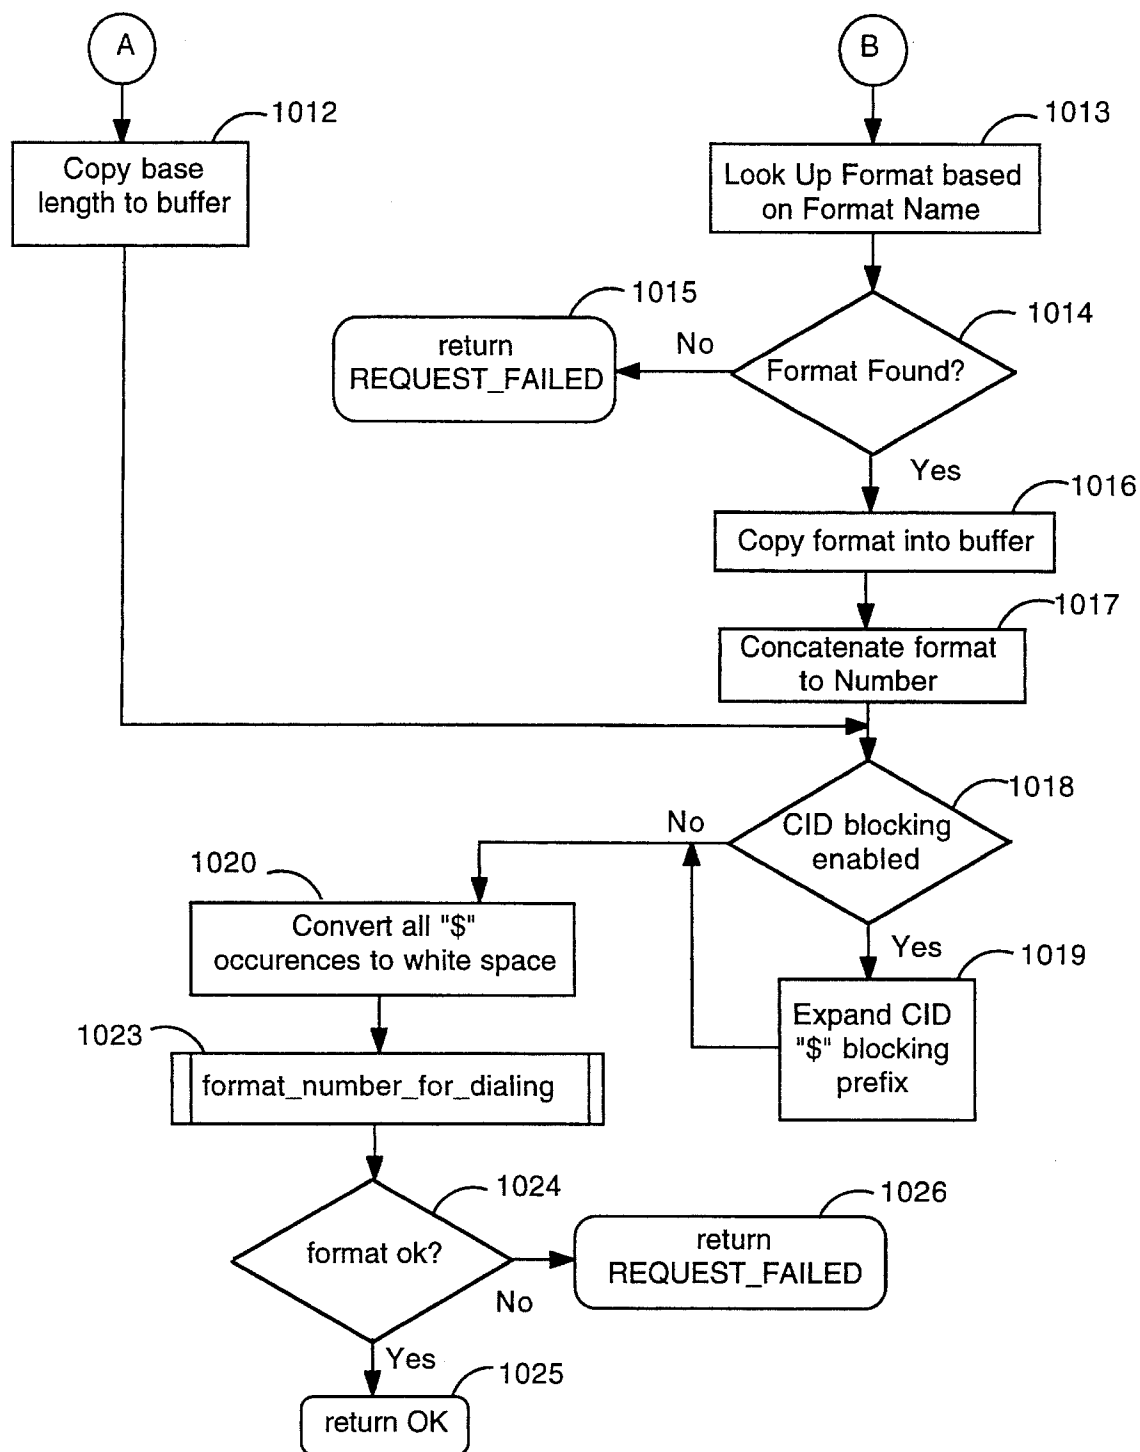 A
B
1012
1013
Copy base
length to buffer
Look Up Format based
on Format Name
1015
1014
return
REQUEST_FAILED
No
Format Found?
Yes
1016
Copy format into buffer
1017
Concatenate format
to Number
1018
No
CID blocking
enabled
1020
Yes
1019
Convert all "$"
occurences to white space
Expand CID
"$" blocking
prefix
1023
format_number_for_dialing
1024
1026
format ok?
return
REQUEST_FAILED
No
Yes
1025
return OK